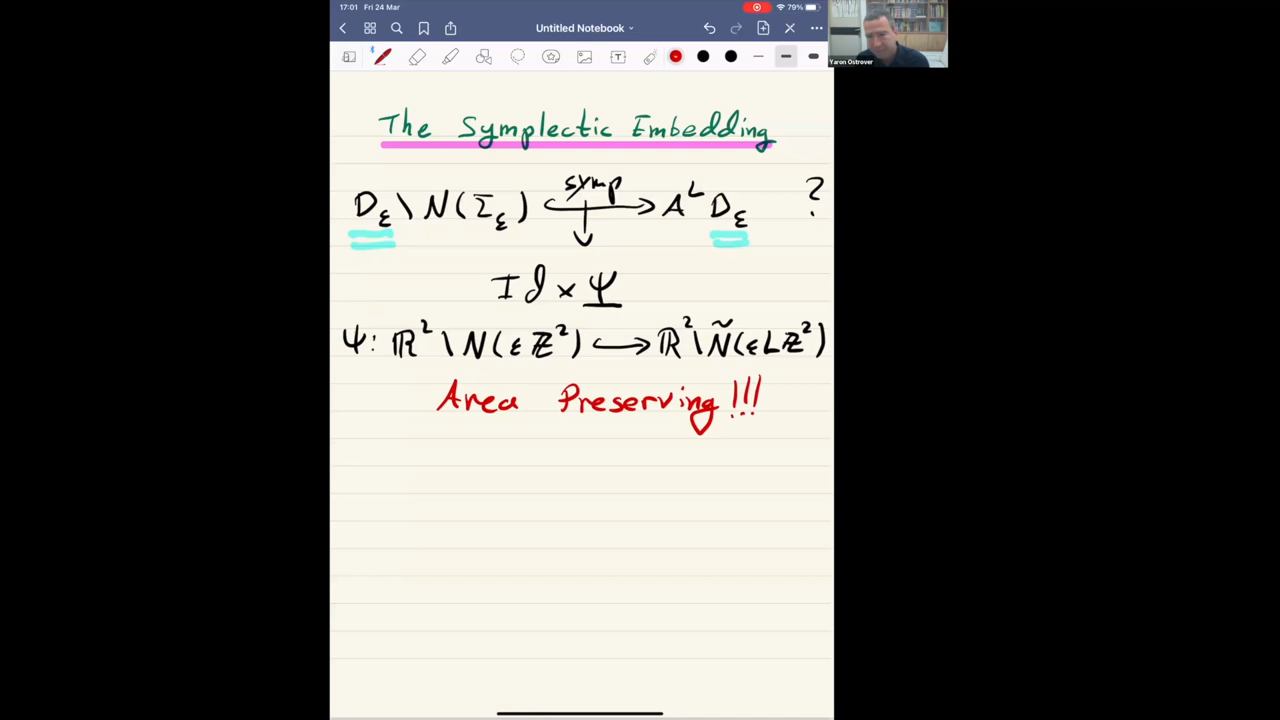 17:01 Fri 24 Mar 79%
Untitled Notebook
Yaron Ostrover
The Symplectic Embedding
D_ε \ N(Σ_ε) ⟷ symp A^L D_ε ?
Id × Ψ
Ψ: ℝ² \ N(εℤ²) ↪ ℝ² \ Ñ(εLℤ²)
Area Preserving!!!